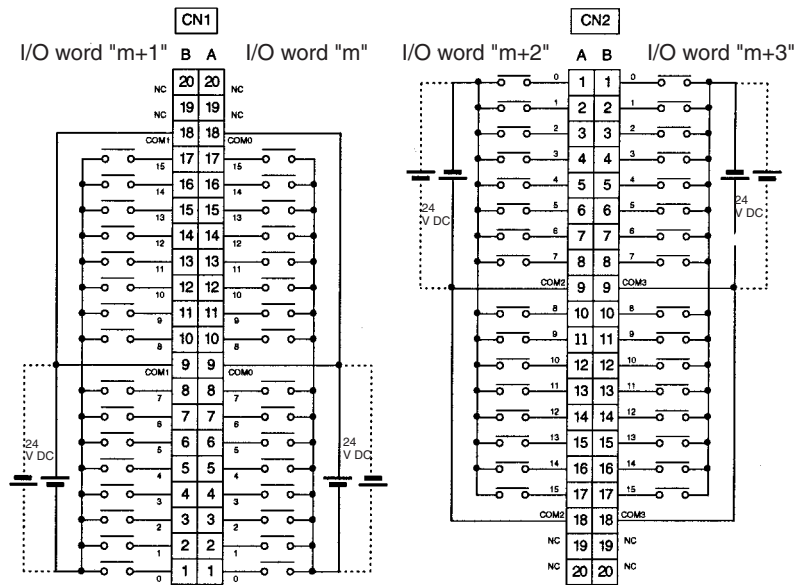 CN1
I/O word "m+1" B A I/O word "m"
NC 20 20 NC
NC 19 19 NC
COM1 18 18 COM0
15 17 17 15
14 16 16 14
13 15 15 13
12 14 14 12
11 13 13 11
10 12 12 10
9 11 11 9
8 10 10 8
COM1 9 9 COM0
7 8 8 7
6 7 7 6
24 V DC
5 6 6 5
24 V DC
4 5 5 4
3 4 4 3
2 3 3 2
1 2 2 1
0 1 1 0
CN2
I/O word "m+2" A B I/O word "m+3"
0 1 1 0
1 2 2 1
2 3 3 2
3 4 4 3
4 5 5 4
24 V DC
5 6 6 5
24 V DC
6 7 7 6
7 8 8 7
COM2 9 9 COM3
8 10 10 8
9 11 11 9
10 12 12 10
11 13 13 11
12 14 14 12
13 15 15 13
14 16 16 14
15 17 17 15
COM2 18 18 COM3
NC 19 19 NC
NC 20 20 NC